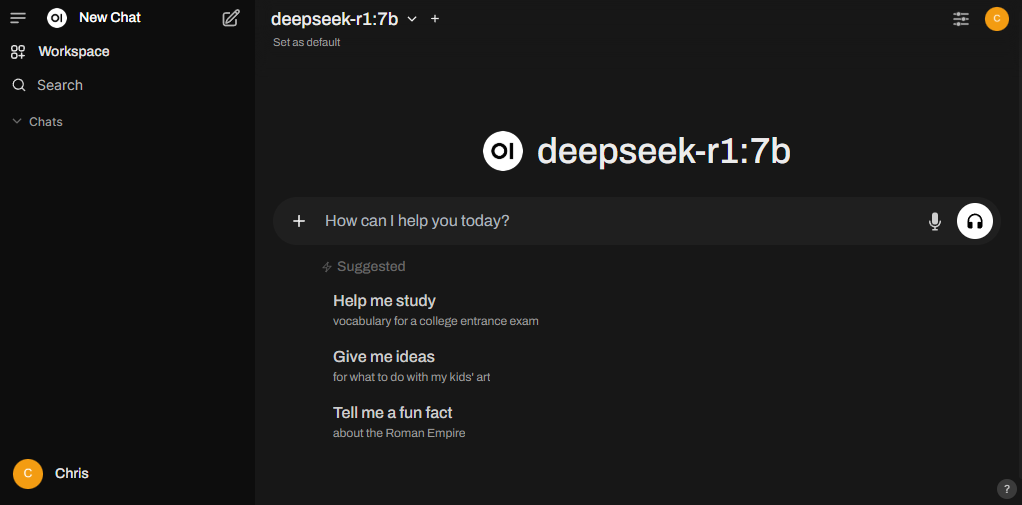 OI New Chat
Workspace
Search
Chats
C Chris
deepseek-r1:7b +
Set as default
C
OI deepseek-r1:7b
+ How can I help you today?
Suggested
Help me study
vocabulary for a college entrance exam
Give me ideas
for what to do with my kids' art
Tell me a fun fact
about the Roman Empire
?